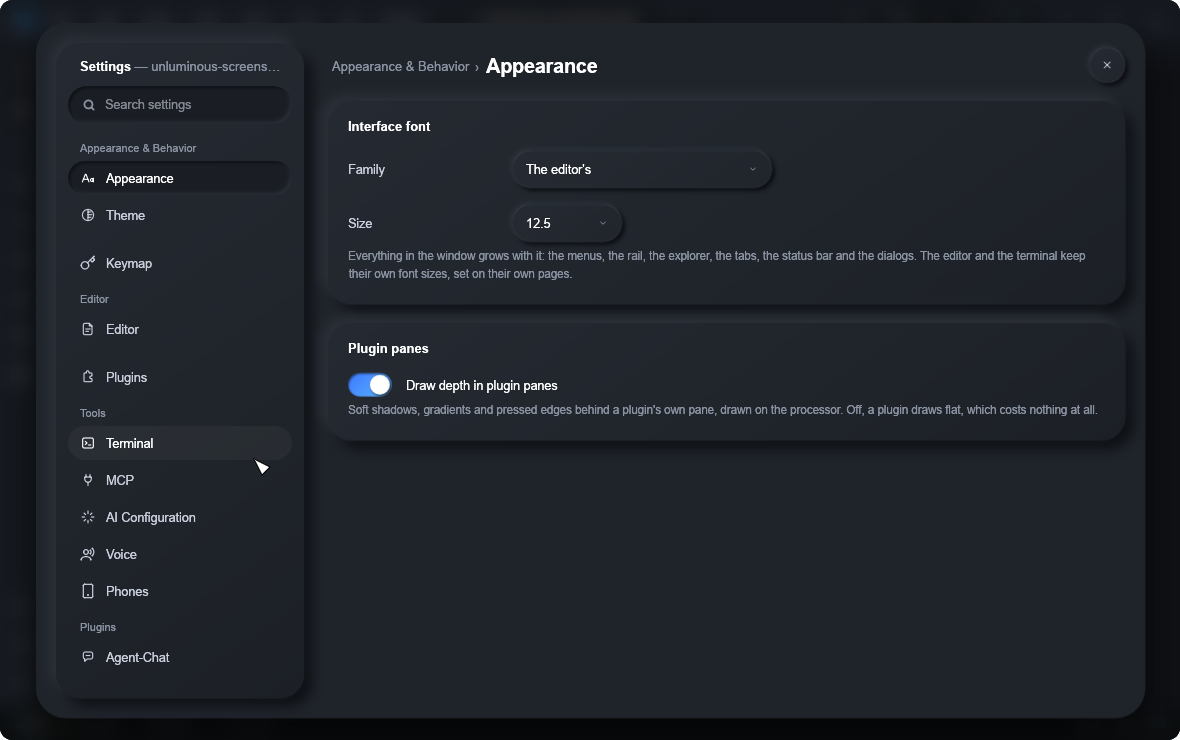 Settings — unluminous-screens...
Search settings
Appearance & Behavior
Aa Appearance
Theme
Keymap
Editor
Editor
Plugins
Tools
Terminal
MCP
AI Configuration
Voice
Phones
Plugins
Agent-Chat
Appearance & Behavior › Appearance
Interface font
Family The editor's
Size 12.5
Everything in the window grows with it: the menus, the rail, the explorer, the tabs, the status bar and the dialogs. The editor and the terminal keep
their own font sizes, set on their own pages.
Plugin panes
Draw depth in plugin panes
Soft shadows, gradients and pressed edges behind a plugin's own pane, drawn on the processor. Off, a plugin draws flat, which costs nothing at all.